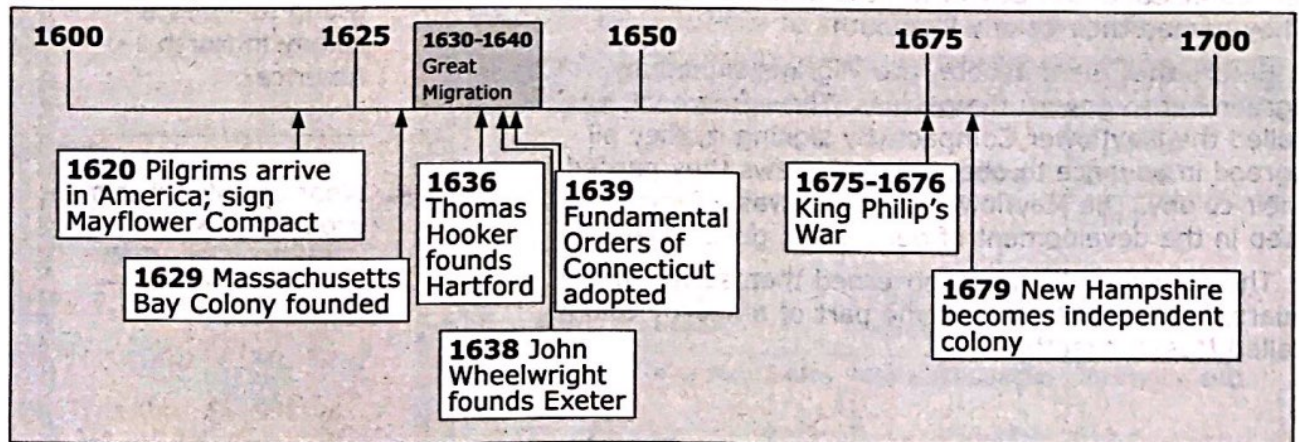 1600
1625
1630-1640
Great
Migration
1650
1675
1700
1620 Pilgrims arrive
in America; sign
Mayflower Compact
1629 Massachusetts
Bay Colony founded
1636
Thomas
Hooker
founds
Hartford
1638 John
Wheelwright
founds Exeter
1639
Fundamental
Orders of
Connecticut
adopted
1675-1676
King Philip's
War
1679 New Hampshire
becomes independent
colony